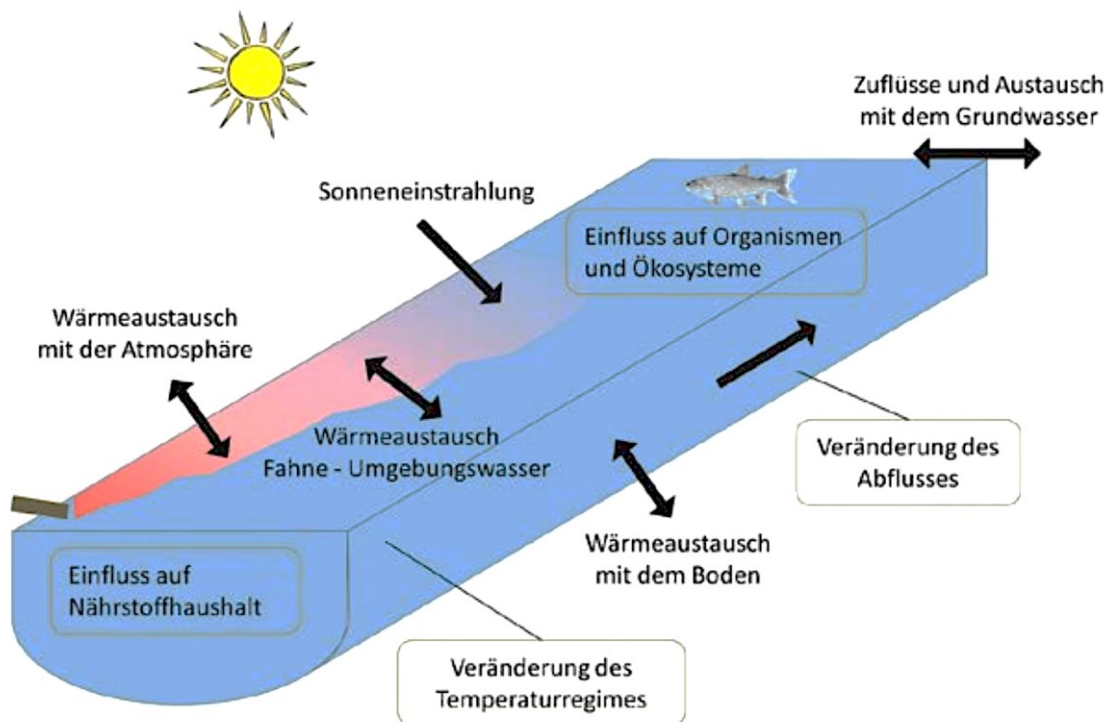 Zuflüsse und Austausch
mit dem Grundwasser
Sonneneinstrahlung
Einfluss auf Organismen
und Ökosysteme
Wärmeaustausch
mit der Atmosphäre
Wärmeaustausch
Fahne - Umgebungswasser
Veränderung des
Abflusses
Wärmeaustausch
mit dem Boden
Einfluss auf
Nährstoffhaushalt
Veränderung des
Temperaturregimes